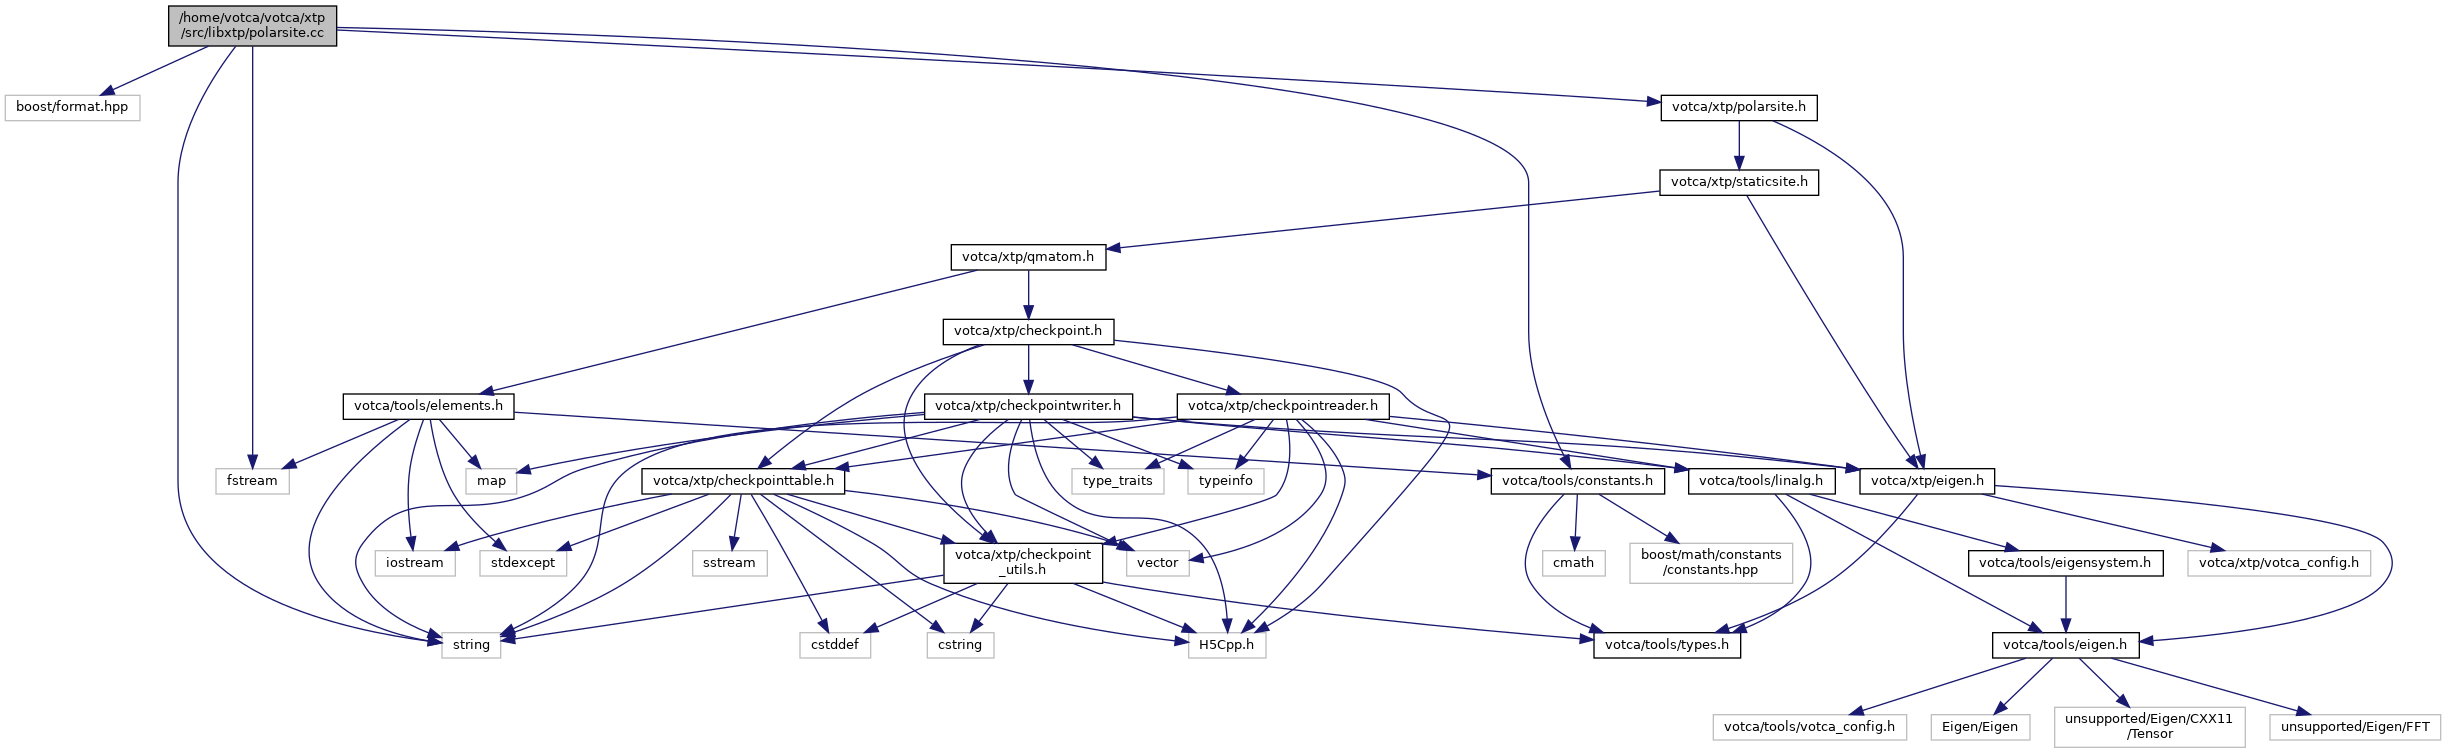 /home/votca/votca/xtp
/src/libxtp/polarsite.cc
boost/format.hpp
votca/xtp/polarsite.h
votca/xtp/staticsite.h
votca/xtp/qmatom.h
votca/xtp/checkpoint.h
votca/tools/elements.h
votca/xtp/checkpointwriter.h
votca/xtp/checkpointreader.h
fstream
map
votca/xtp/checkpointtable.h
type_traits
typeinfo
votca/tools/constants.h
votca/tools/linalg.h
votca/xtp/eigen.h
iostream
stdexcept
sstream
votca/xtp/checkpoint
_utils.h
vector
cmath
boost/math/constants
/constants.hpp
votca/tools/eigensystem.h
votca/xtp/votca_config.h
string
cstddef
cstring
H5Cpp.h
votca/tools/types.h
votca/tools/eigen.h
votca/tools/votca_config.h
Eigen/Eigen
unsupported/Eigen/CXX11
/Tensor
unsupported/Eigen/FFT